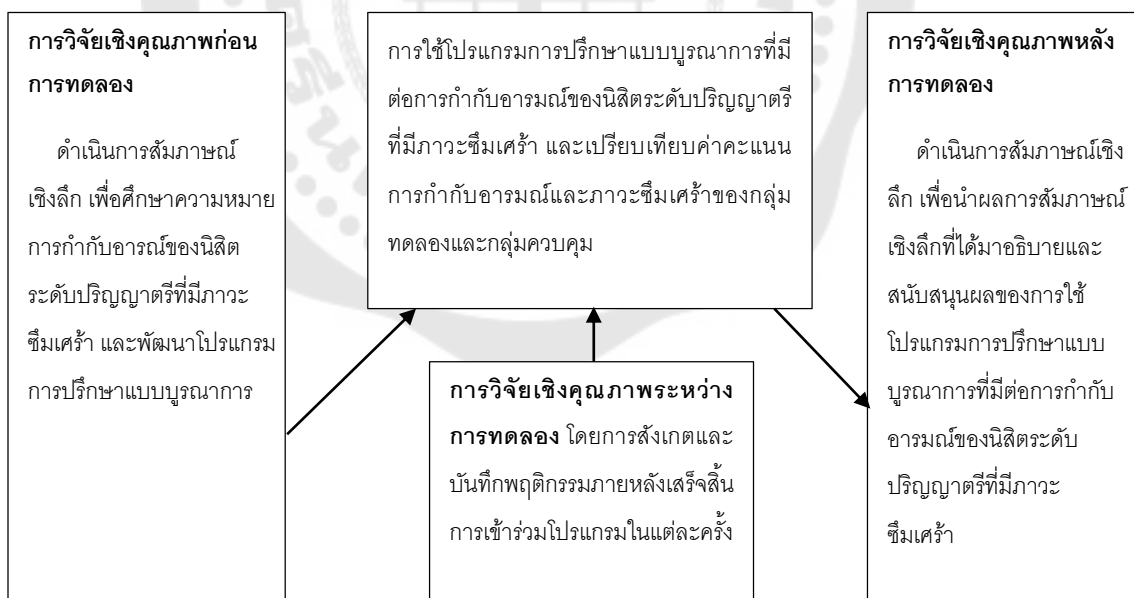 การวิจัยเชิงคุณภาพก่อน
การทดลอง
ดำเนินการสัมภาษณ์
เชิงลึก เพื่อศึกษาความหมาย
การกำกับอารณ์ของนิสิต
ระดับปริญญาตรีที่มีภาวะ
ซึมเศร้า และพัฒนาโปรแกรม
การปรึกษาแบบบูรณาการ
การใช้โปรแกรมการปรึกษาแบบบูรณาการที่มี
ต่อการกำกับอารมณ์ของนิสิตระดับปริญญาตรี
ที่มีภาวะซึมเศร้า และเปรียบเทียบค่าคะแนน
การกำกับอารมณ์และภาวะซึมเศร้าของกลุ่ม
ทดลองและกลุ่มควบคุม
การวิจัยเชิงคุณภาพระหว่าง
การทดลอง โดยการสังเกตและ
บันทึกพฤติกรรมภายหลังเสร็จสิ้น
การเข้าร่วมโปรแกรมในแต่ละครั้ง
การวิจัยเชิงคุณภาพหลัง
การทดลอง
ดำเนินการสัมภาษณ์เชิง
ลึก เพื่อนำผลการสัมภาษณ์
เชิงลึกที่ได้มาอธิบายและ
สนับสนุนผลของการใช้
โปรแกรมการปรึกษาแบบ
บูรณาการที่มีต่อการกำกับ
อารมณ์ของนิสิตระดับ
ปริญญาตรีที่มีภาวะ
ซึมเศร้า